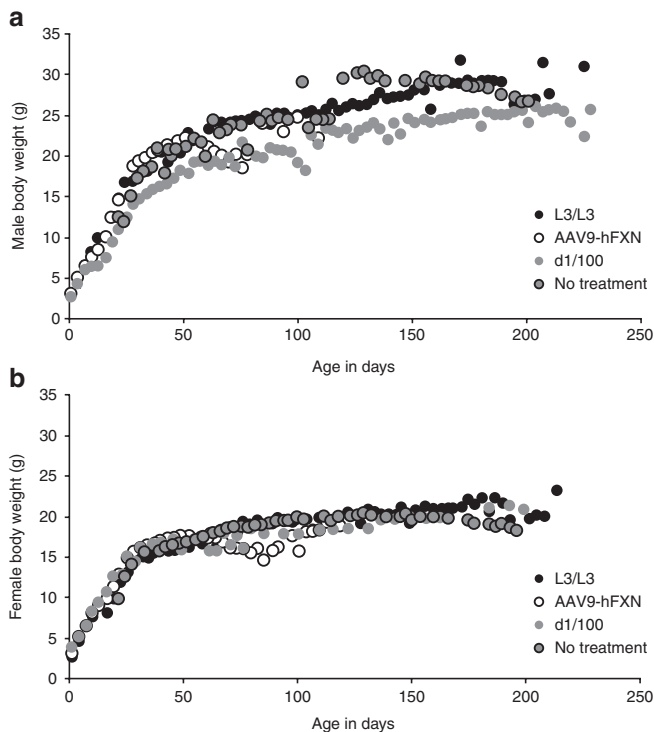 a
35
30
25
20
15
10
5
0
Male body weight (g)
0 50 100 150 200 250
Age in days
L3/L3
AAV9-hFXN
d1/100
No treatment
b
35
30
25
20
15
10
5
0
Female body weight (g)
0 50 100 150 200 250
Age in days
L3/L3
AAV9-hFXN
d1/100
No treatment